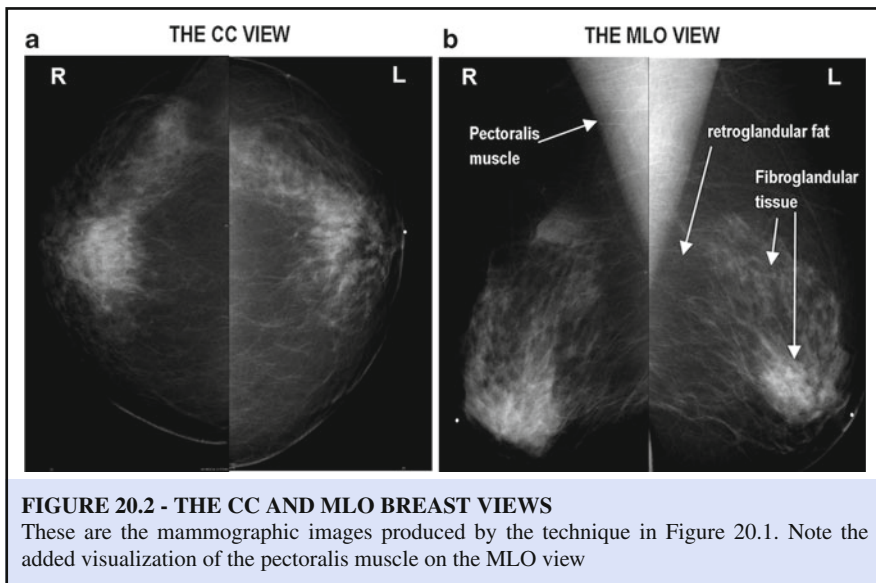 a THE CC VIEW
R L
b THE MLO VIEW
R L
Pectoralis
muscle
retroglandular fat
Fibroglandular
tissue
FIGURE 20.2 - THE CC AND MLO BREAST VIEWS
These are the mammographic images produced by the technique in Figure 20.1. Note the
added visualization of the pectoralis muscle on the MLO view